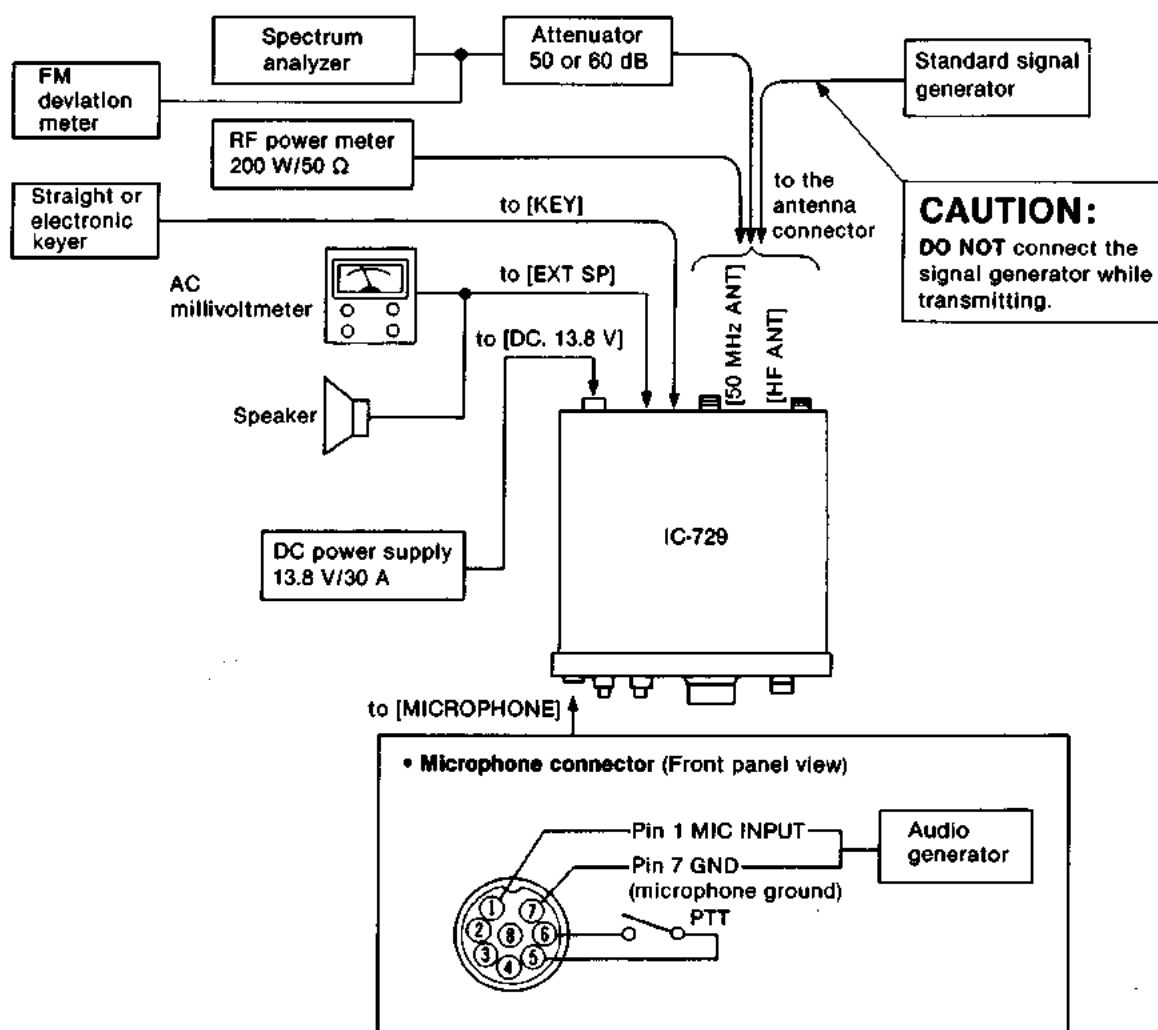 Spectrum
analyzer
Attenuator
50 or 60 dB
Standard signal
generator
FM
deviation
meter
RF power meter
200 W/50 Ω
Straight or
electronic
keyer
to [KEY]
to the
antenna
connector
CAUTION:
DO NOT connect the
signal generator while
transmitting.
AC
millivoltmeter
to [EXT SP]
to [DC. 13.8 V]
[50 MHz ANT]
[HF ANT]
Speaker
DC power supply
13.8 V/30 A
IC-729
to [MICROPHONE]
• Microphone connector (Front panel view)
Pin 1 MIC INPUT
Audio
generator
Pin 7 GND
(microphone ground)
PTT
1
7
2
8
6
3
5
4